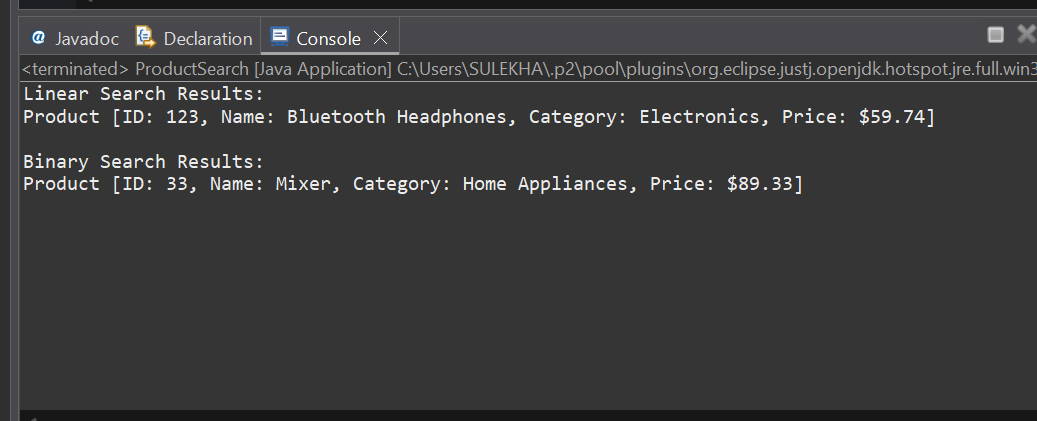 Javadoc Declaration Console
<terminated> ProductSearch [Java Application] C:\Users\SULEKHA\.p2\pool\plugins\org.eclipse.justj.openjdk.hotspot.jre.full.win3
Linear Search Results:
Product [ID: 123, Name: Bluetooth Headphones, Category: Electronics, Price: $59.74]
Binary Search Results:
Product [ID: 33, Name: Mixer, Category: Home Appliances, Price: $89.33]